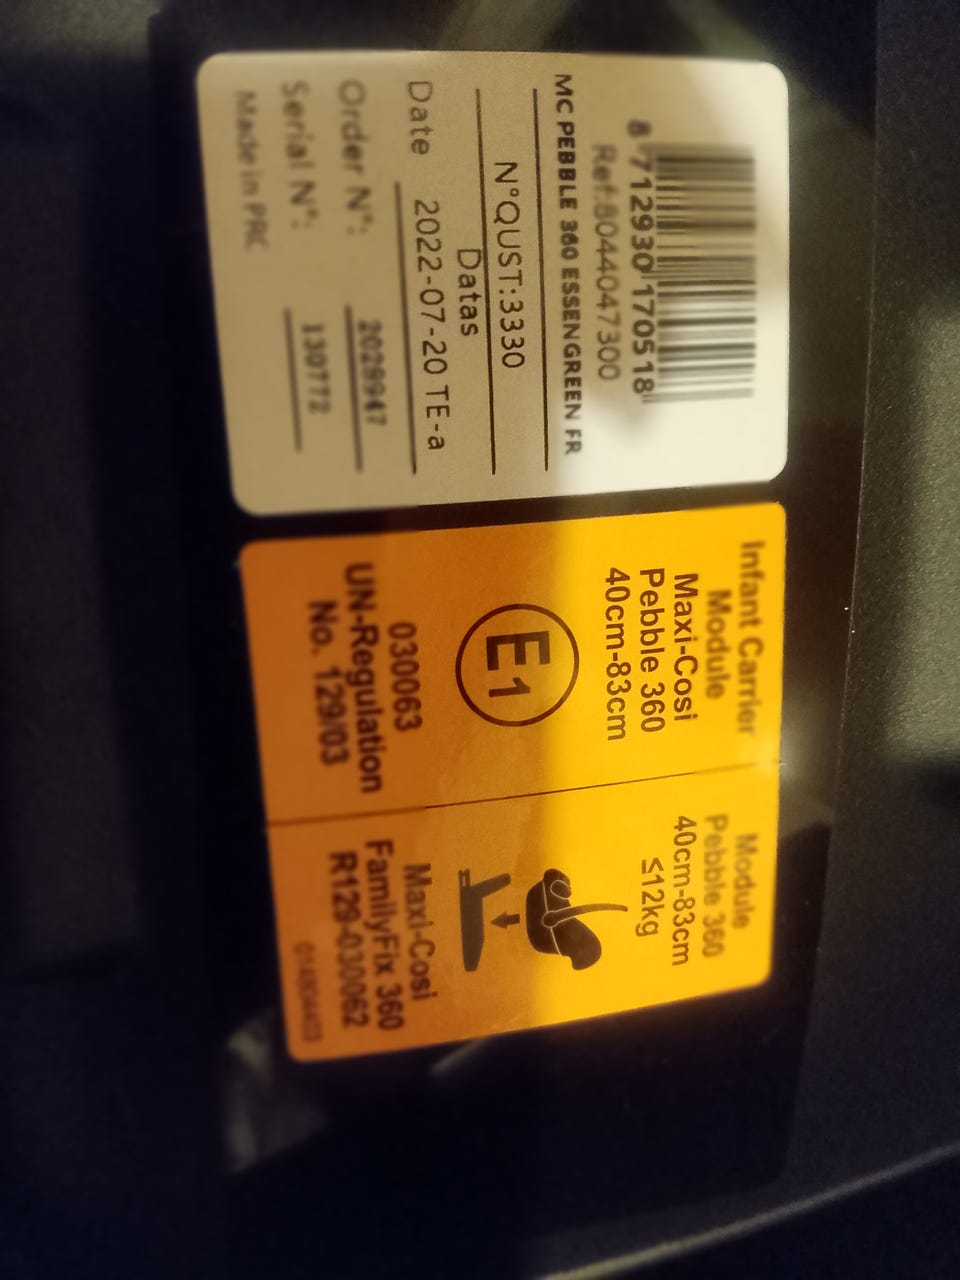 8 712930 170518
Ref:8044047300
MC PEBBLE 360 ESSENGREEN FR
N°QUST:3330
Datas
Date 2022-07-20 TE-a
Order N°: 2028947
Serial N°: 130772
Made in PRC
Infant Carrier
Module
Maxi-Cosi
Pebble 360
40cm-83cm
E1
030063
UN-Regulation
No. 129/03
Module
Pebble 360
40cm-83cm
≤12kg
Maxi-Cosi
FamilyFix 360
R129-030062